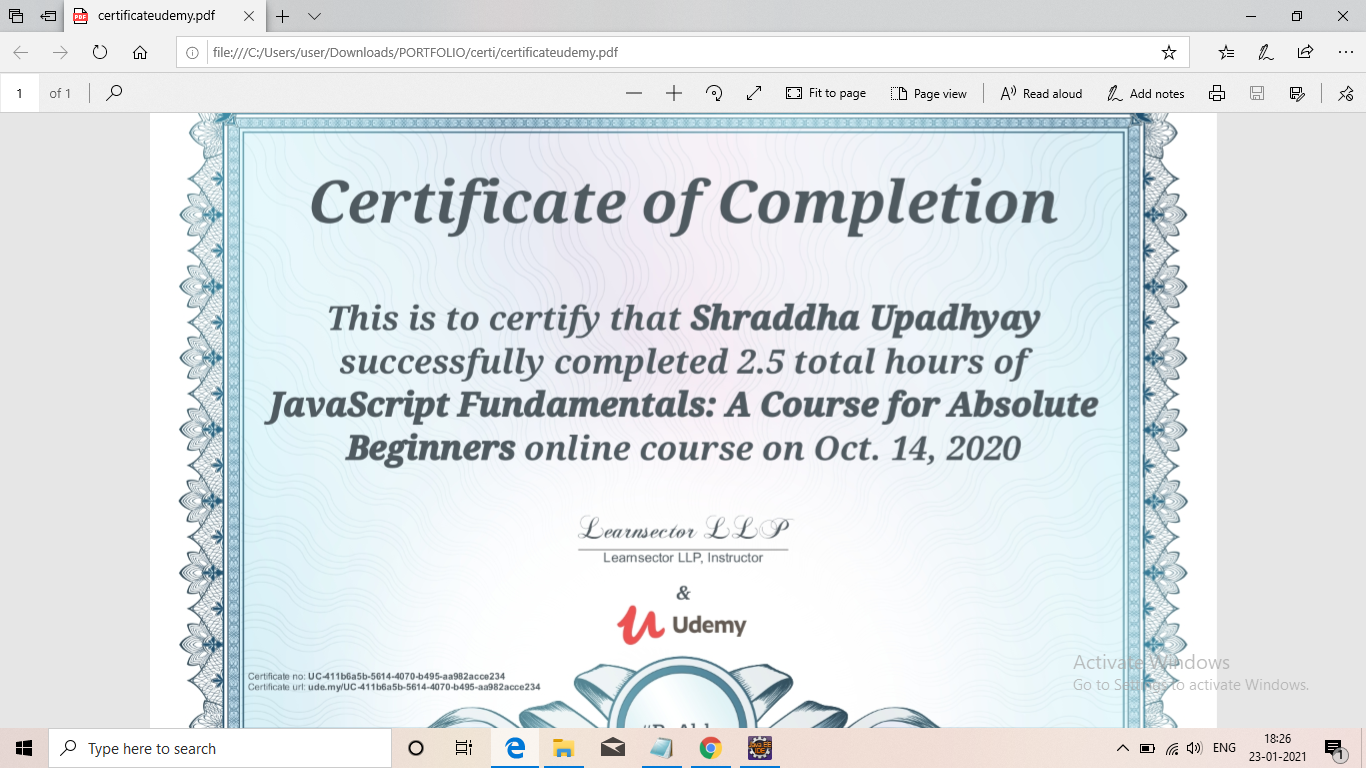 certificateudemy.pdf
file:///C:/Users/user/Downloads/PORTFOLIO/certi/certificateudemy.pdf
1 of 1 Fit to page Page view Read aloud Add notes
Certificate of Completion
This is to certify that Shraddha Upadhyay
successfully completed 2.5 total hours of
JavaScript Fundamentals: A Course for Absolute
Beginners online course on Oct. 14, 2020
Learnsector LLP
Learnsector LLP, Instructor
&
Udemy
Certificate no: UC-411b6a5b-5614-4070-b495-aa982acce234
Certificate url: ude.my/UC-411b6a5b-5614-4070-b495-aa982acce234
Activate Windows
Go to Settings to activate Windows.
Type here to search
ENG
18:26
23-01-2021
1